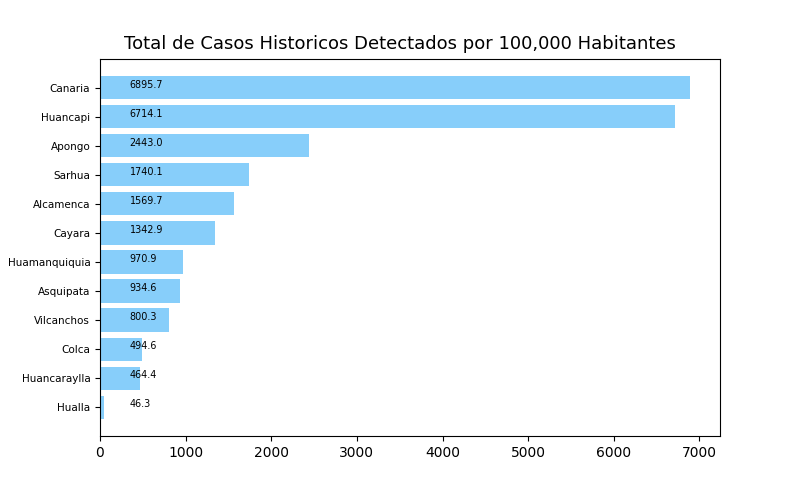 Total de Casos Historicos Detectados por 100,000 Habitantes
Canaria 6895.7
Huancapi 6714.1
Apongo 2443.0
Sarhua 1740.1
Alcamenca 1569.7
Cayara 1342.9
Huamanquiquia 970.9
Asquipata 934.6
Vilcanchos 800.3
Colca 494.6
Huancaraylla 464.4
Hualla 46.3
0 1000 2000 3000 4000 5000 6000 7000